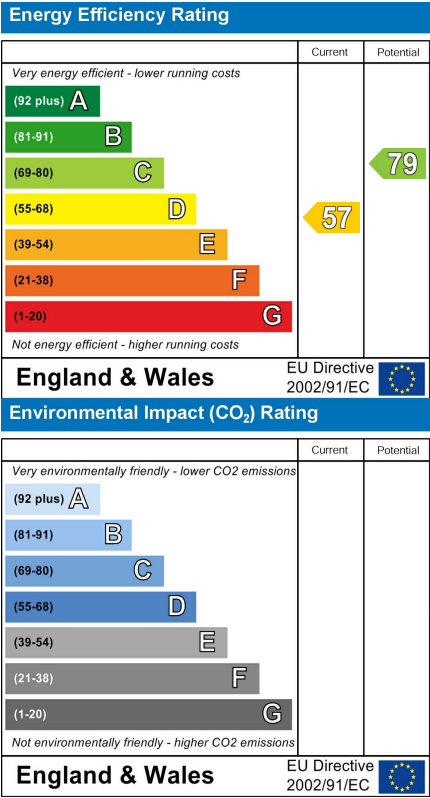 Energy Efficiency Rating
Current Potential
Very energy efficient - lower running costs
(92 plus) A
(81-91) B
(69-80) C
79
(55-68) D
57
(39-54) E
(21-38) F
(1-20) G
Not energy efficient - higher running costs
England & Wales
EU Directive
2002/91/EC
Environmental Impact (CO₂) Rating
Current Potential
Very environmentally friendly - lower CO2 emissions
(92 plus) A
(81-91) B
(69-80) C
(55-68) D
(39-54) E
(21-38) F
(1-20) G
Not environmentally friendly - higher CO2 emissions
England & Wales
EU Directive
2002/91/EC